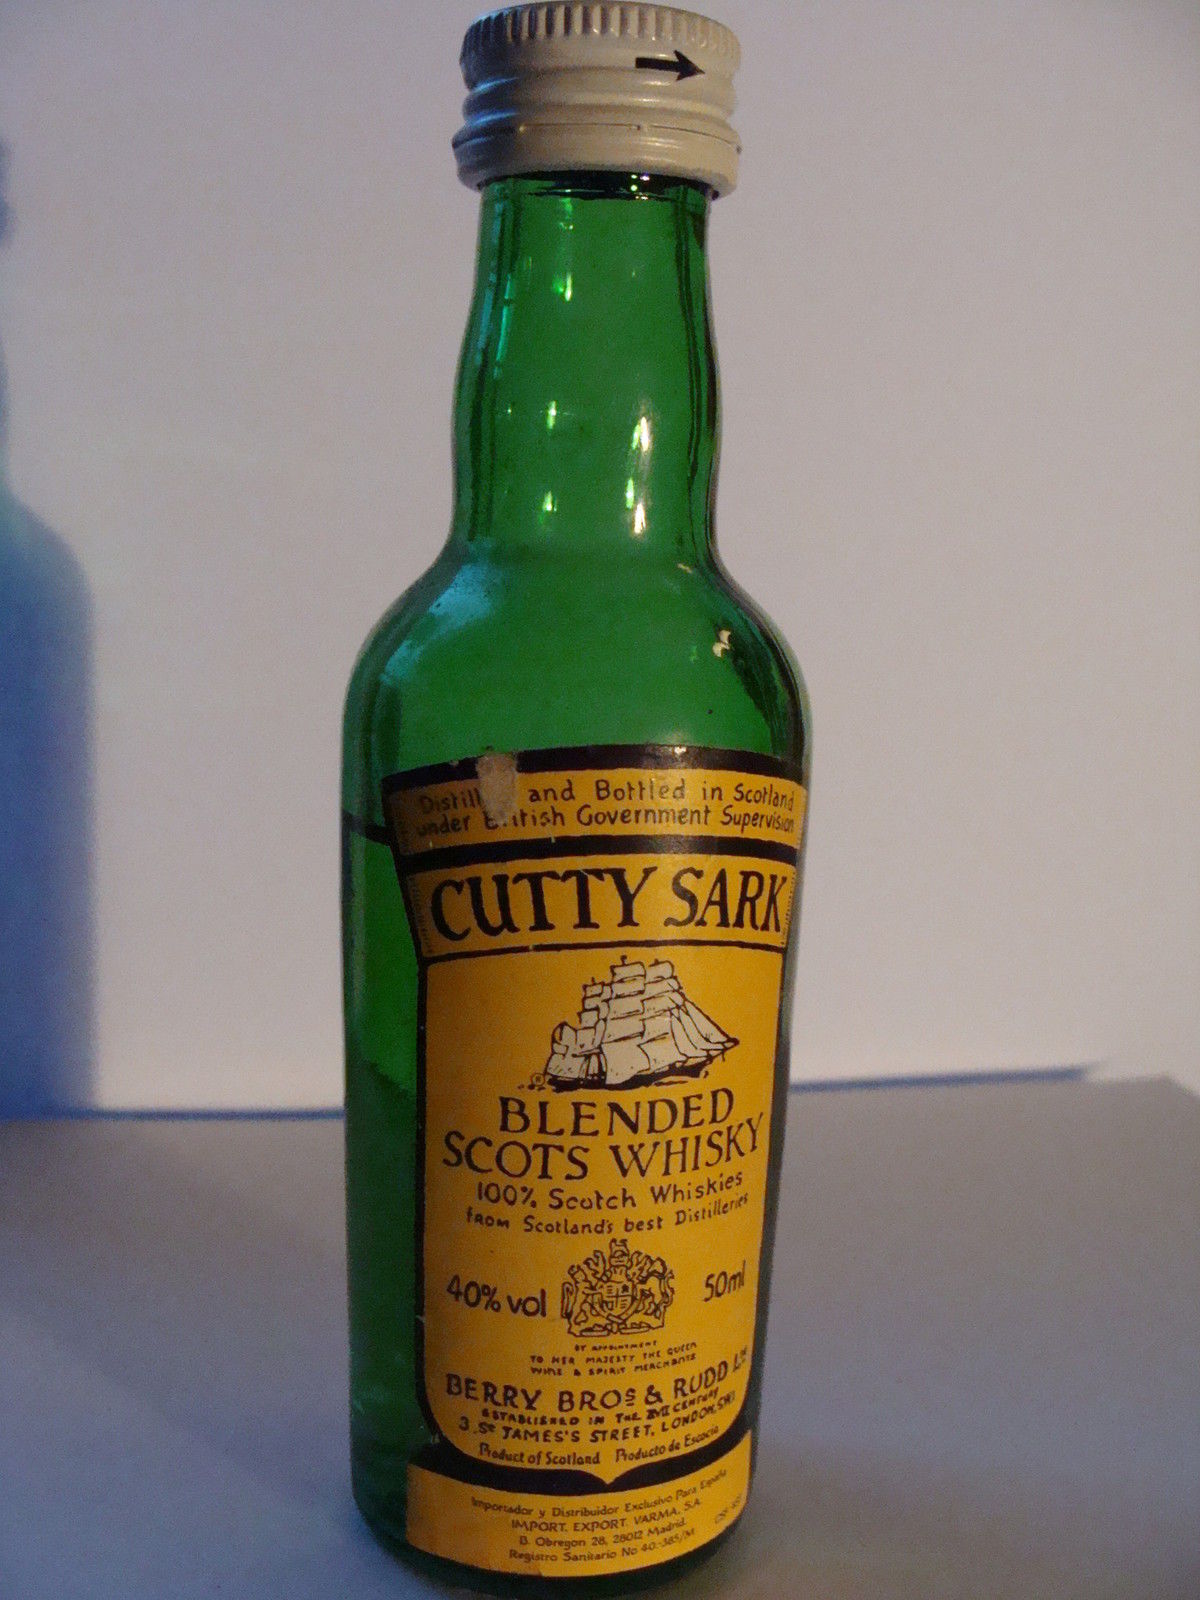 and Bottled in Scotland
under British Government Supervision
CUTTY SARK
BLENDED
SCOTS WHISKY
100% Scotch Whiskies
from Scotland's best Distilleries
40% vol 50ml
BY APPOINTMENT
TO HER MAJESTY THE QUEEN
WINE & SPIRIT MERCHANTS
BERRY BROS & RUDD LTD
ESTABLISHED IN THE XVII CENTURY
3, ST JAMES'S STREET, LONDON, SW1
Product of Scotland Producto de Escocia
Importador y Distribuidor Exclusivo Para España
IMPORT. EXPORT. VARMA, S.A.
B. Obregon 28, 28012 Madrid.
Registro Sanitario No 40.-385/M